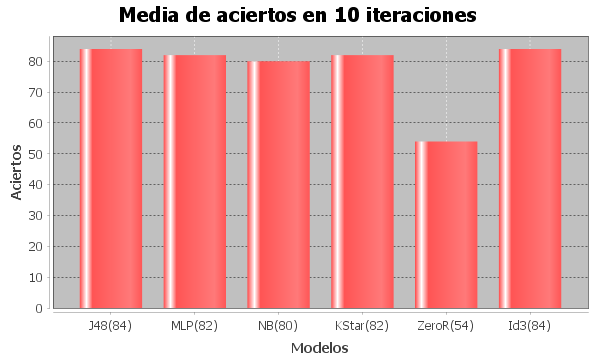 Media de aciertos en 10 iteraciones
Aciertos
80
70
60
50
40
30
20
10
0
J48(84) MLP(82) NB(80) KStar(82) ZeroR(54) Id3(84)
Modelos